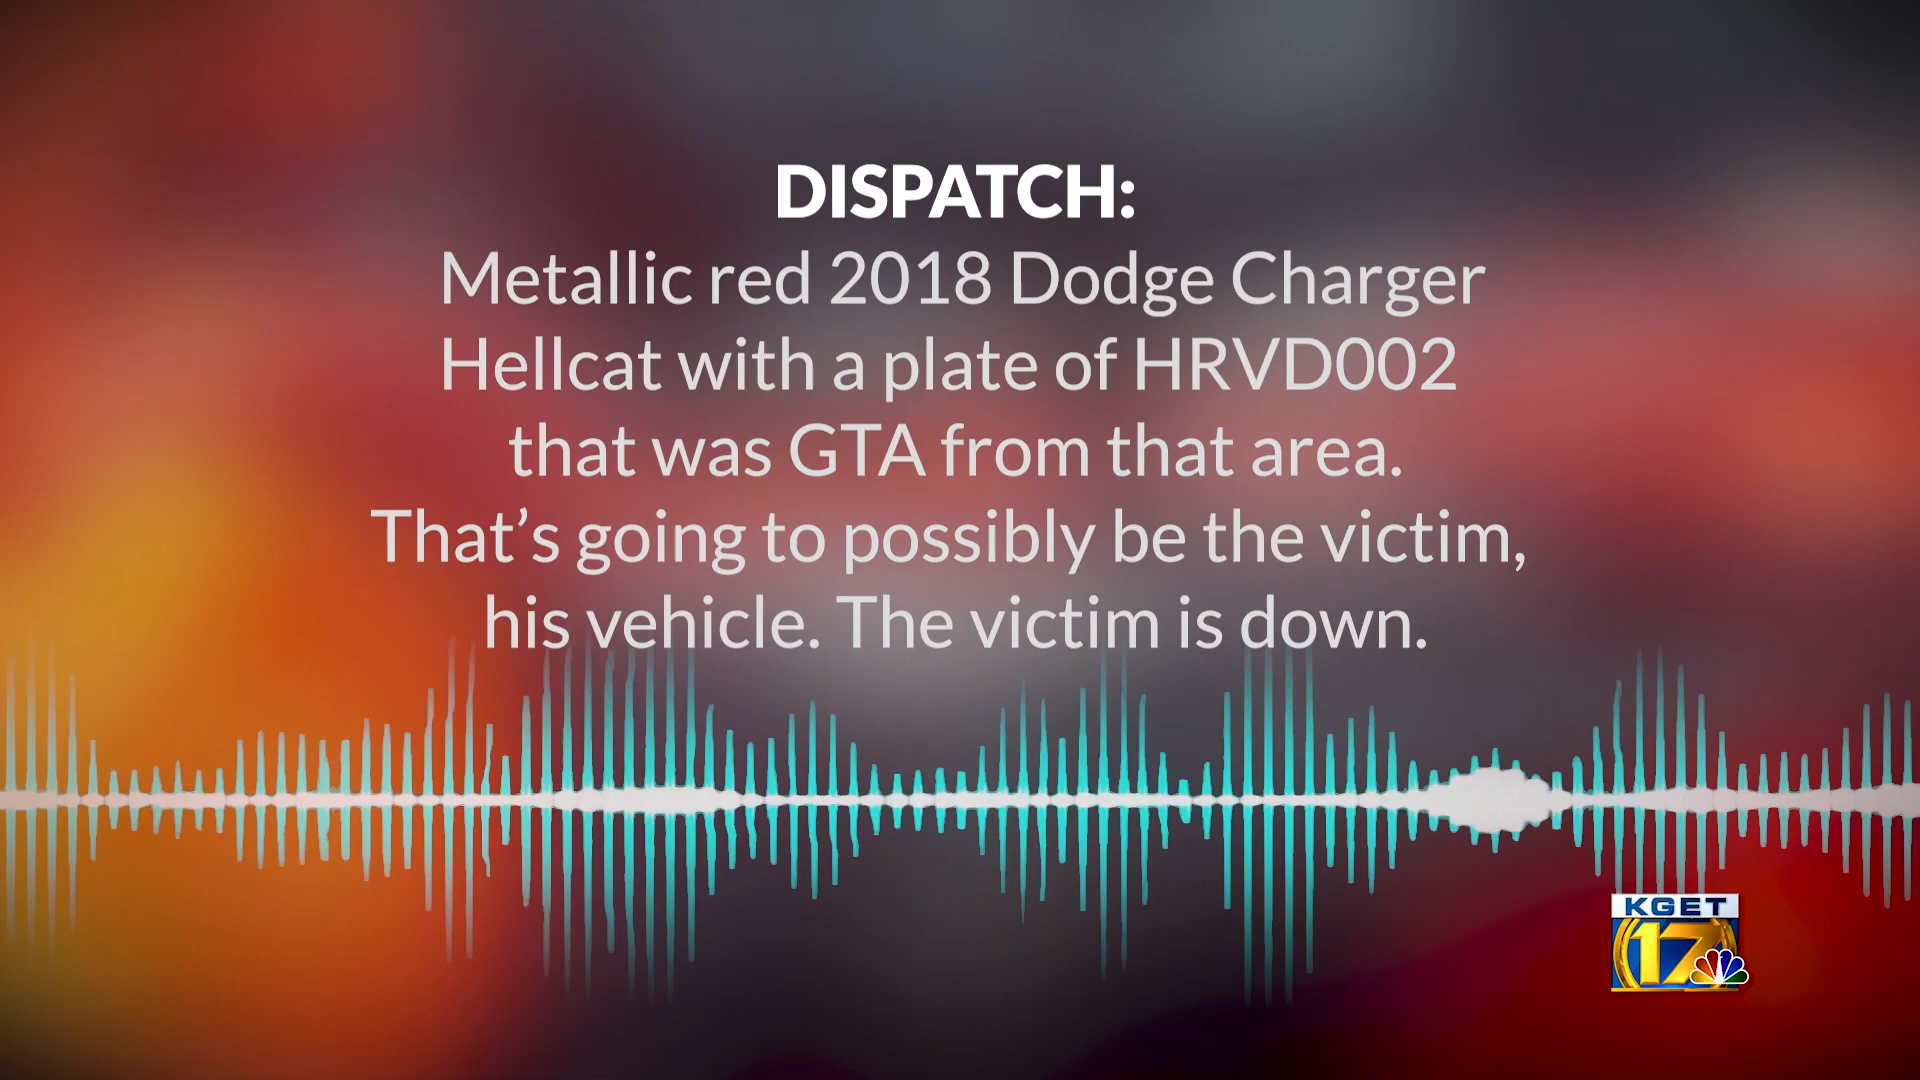 DISPATCH:
Metallic red 2018 Dodge Charger
Hellcat with a plate of HRVD002
that was GTA from that area.
That’s going to possibly be the victim,
his vehicle. The victim is down.
KGET
17